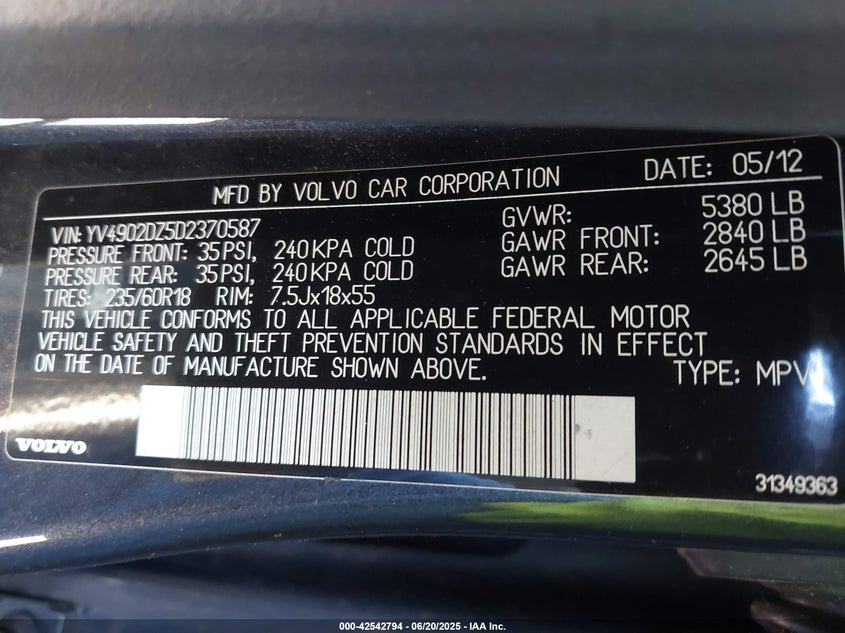 MFD BY VOLVO CAR CORPORATION DATE: 05/12
VIN: YV4902DZ5D2370587 GVWR: 5380 LB
PRESSURE FRONT: 35 PSI, 240 KPA COLD GAWR FRONT: 2840 LB
PRESSURE REAR: 35 PSI, 240 KPA COLD GAWR REAR: 2645 LB
TIRES: 235/60R18 RIM: 7.5Jx18x55
THIS VEHICLE CONFORMS TO ALL APPLICABLE FEDERAL MOTOR
VEHICLE SAFETY AND THEFT PREVENTION STANDARDS IN EFFECT
ON THE DATE OF MANUFACTURE SHOWN ABOVE. TYPE: MPV
VOLVO
31349363
000-42542794 - 06/20/2025 - IAA Inc.